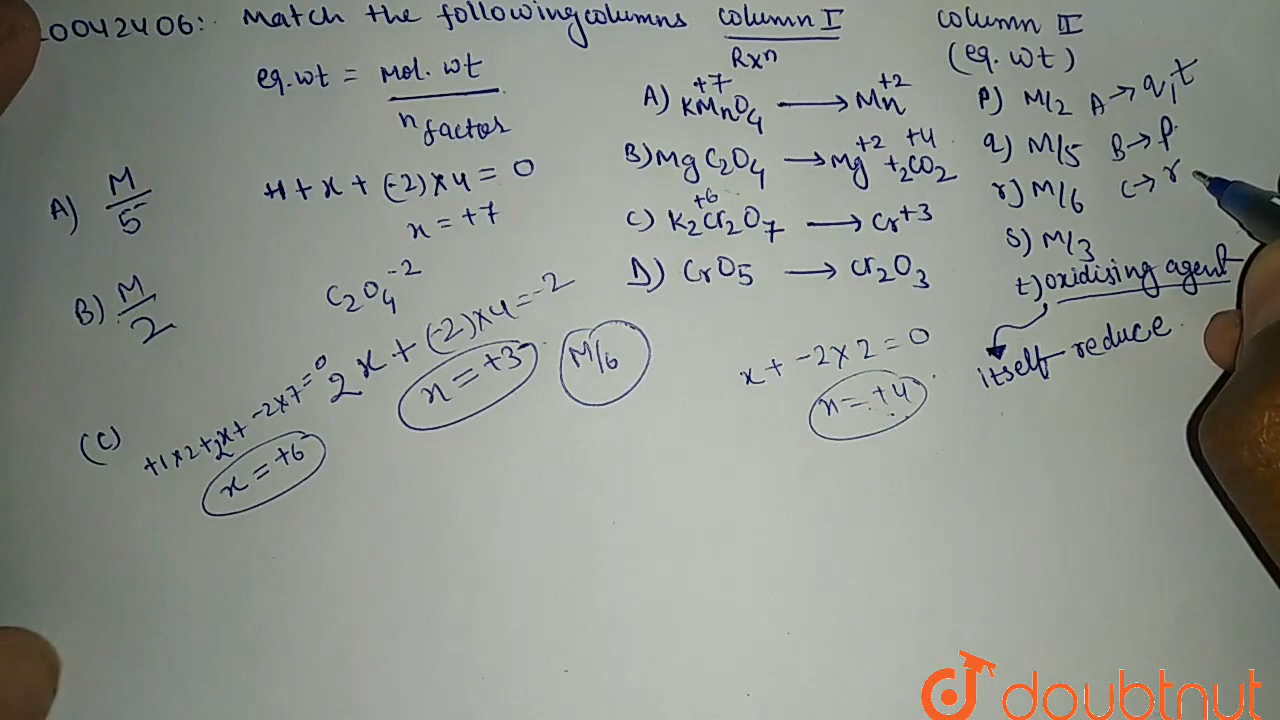 20042406: Match the following columns column I column II
Rxn (eq. wt)
eq.wt = Mol. wt / n factor
A) KMnO4 +7 → Mn +2
B) MgC2O4 → Mg+2 + 2CO2 +4
C) K2Cr2O7 +6 → Cr+3
D) CrO5 → Cr2O3
P) M/2 A → q, t
q) M/5 B → p
r) M/6 C → r
s) M/3
t) oxidising agent
itself reduce
A) M/5
+1 + x + (-2) x 4 = 0
x = +7
B) M/2
C2O4 -2
2x + (-2) x 4 = -2
x = +3
M/6
x + -2 x 2 = 0
x = +4
(C) +1 x 2 + 2x + -2 x 7 = 0
x = +6
doubtnut